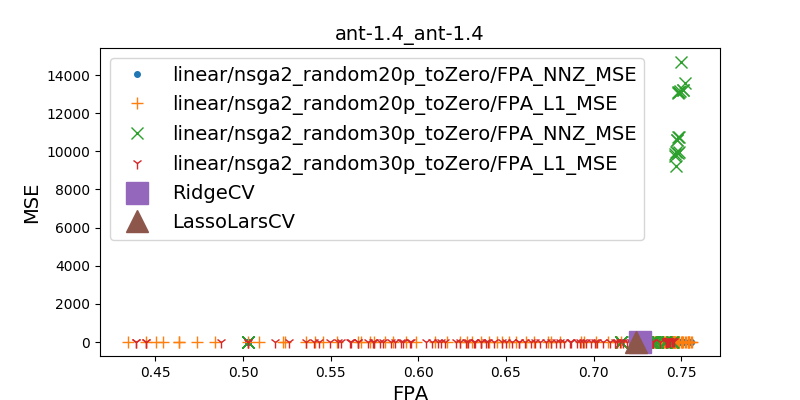 ant-1.4_ant-1.4
14000
12000
10000
8000
6000
4000
2000
0
MSE
linear/nsga2_random20p_toZero/FPA_NNZ_MSE
linear/nsga2_random20p_toZero/FPA_L1_MSE
linear/nsga2_random30p_toZero/FPA_NNZ_MSE
linear/nsga2_random30p_toZero/FPA_L1_MSE
RidgeCV
LassoLarsCV
0.45 0.50 0.55 0.60 0.65 0.70 0.75
FPA